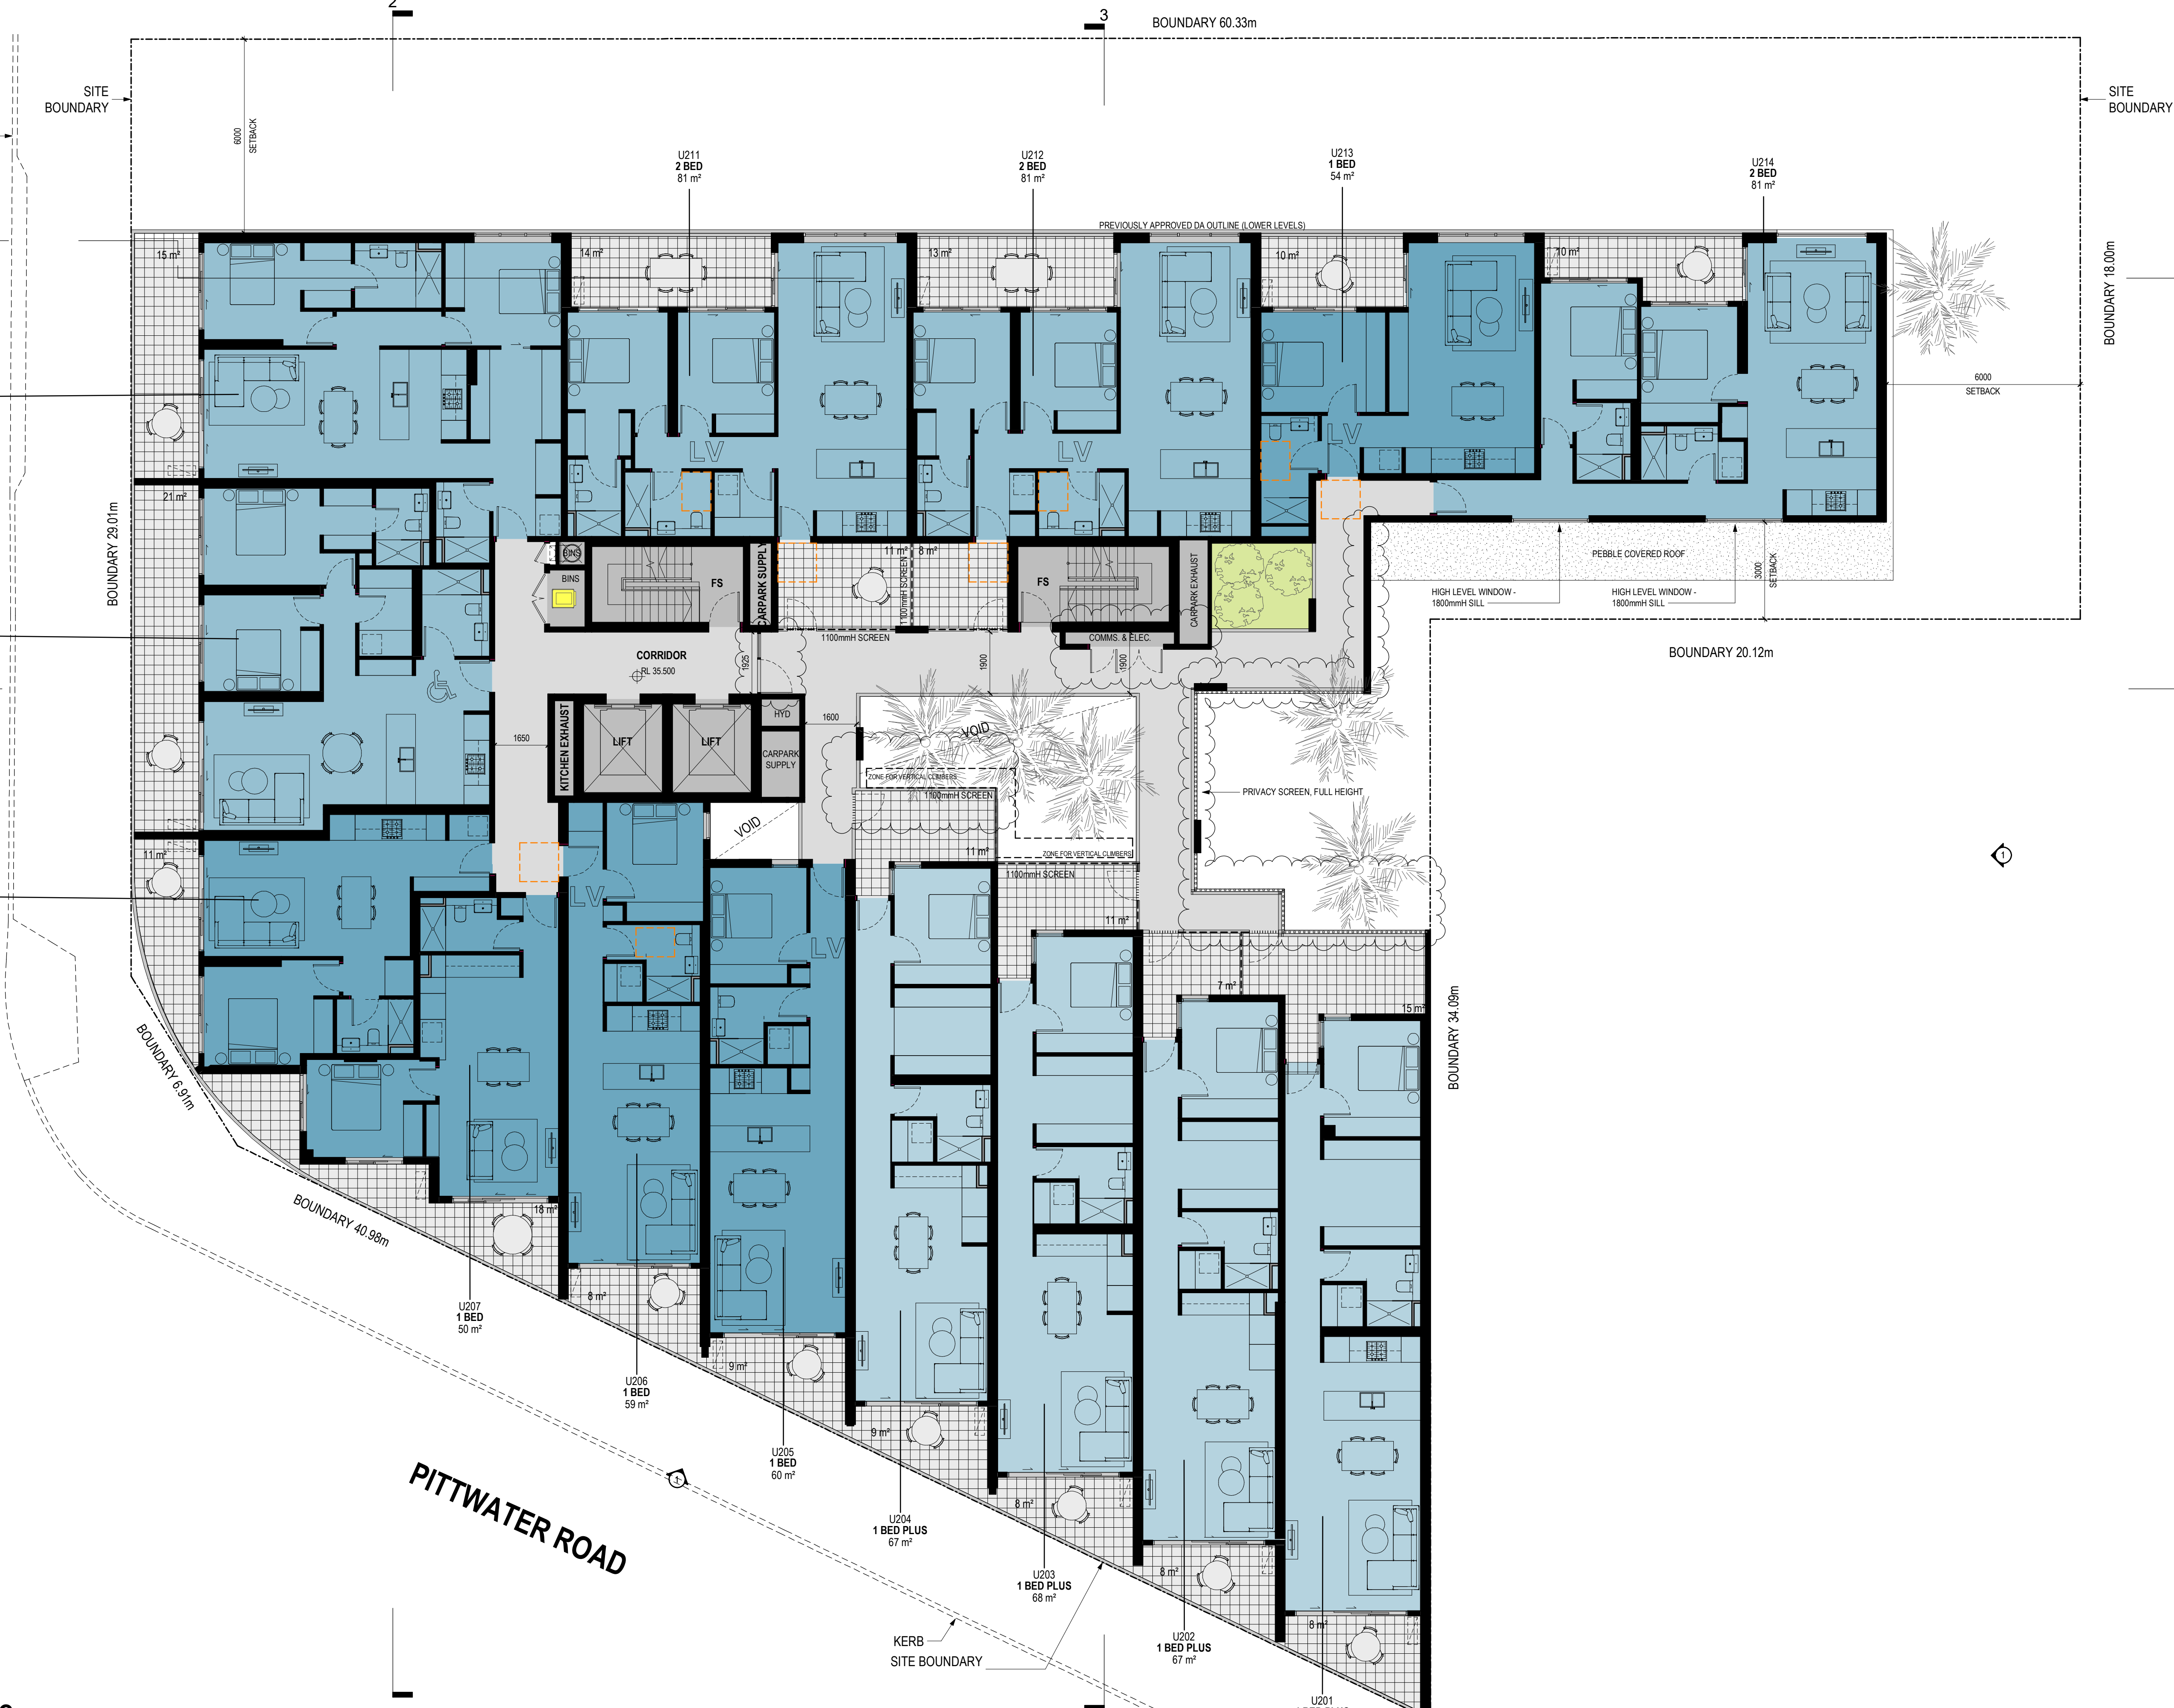 2
3
BOUNDARY 60.33m
SITE
BOUNDARY
SITE
BOUNDARY
6000
SETBACK
U211
2 BED
81 m²
U212
2 BED
81 m²
U213
1 BED
54 m²
U214
2 BED
81 m²
PREVIOUSLY APPROVED DA OUTLINE (LOWER LEVELS)
15 m²
14 m²
13 m²
10 m²
10 m²
BOUNDARY 18.00m
6000
SETBACK
LV
LV
LV
21 m²
BOUNDARY 29.01m
BINS
BINS
FS
CARPARK SUPPLY
11 m²
8 m²
1100mmH SCREEN
FS
CARPARK EXHAUST
PEBBLE COVERED ROOF
3000
SETBACK
HIGH LEVEL WINDOW -
1800mmH SILL
HIGH LEVEL WINDOW -
1800mmH SILL
1100mmH SCREEN
COMMS. & ELEC.
CORRIDOR
RL 35.500
1925
1900
1900
BOUNDARY 20.12m
KITCHEN EXHAUST
LIFT
LIFT
HYD
CARPARK
SUPPLY
1650
1600
VOID
ZONE FOR VERTICAL CLIMBERS
1100mmH SCREEN
PRIVACY SCREEN, FULL HEIGHT
VOID
11 m²
ZONE FOR VERTICAL CLIMBERS
11 m²
1100mmH SCREEN
1
LV
LV
11 m²
7 m²
15 m²
BOUNDARY 6.91m
BOUNDARY 34.09m
BOUNDARY 40.98m
18 m²
U207
1 BED
50 m²
8 m²
U206
1 BED
59 m²
9 m²
U205
1 BED
60 m²
9 m²
U204
1 BED PLUS
67 m²
8 m²
U203
1 BED PLUS
68 m²
8 m²
U202
1 BED PLUS
67 m²
8 m²
U201
1
PITTWATER ROAD
KERB
SITE BOUNDARY